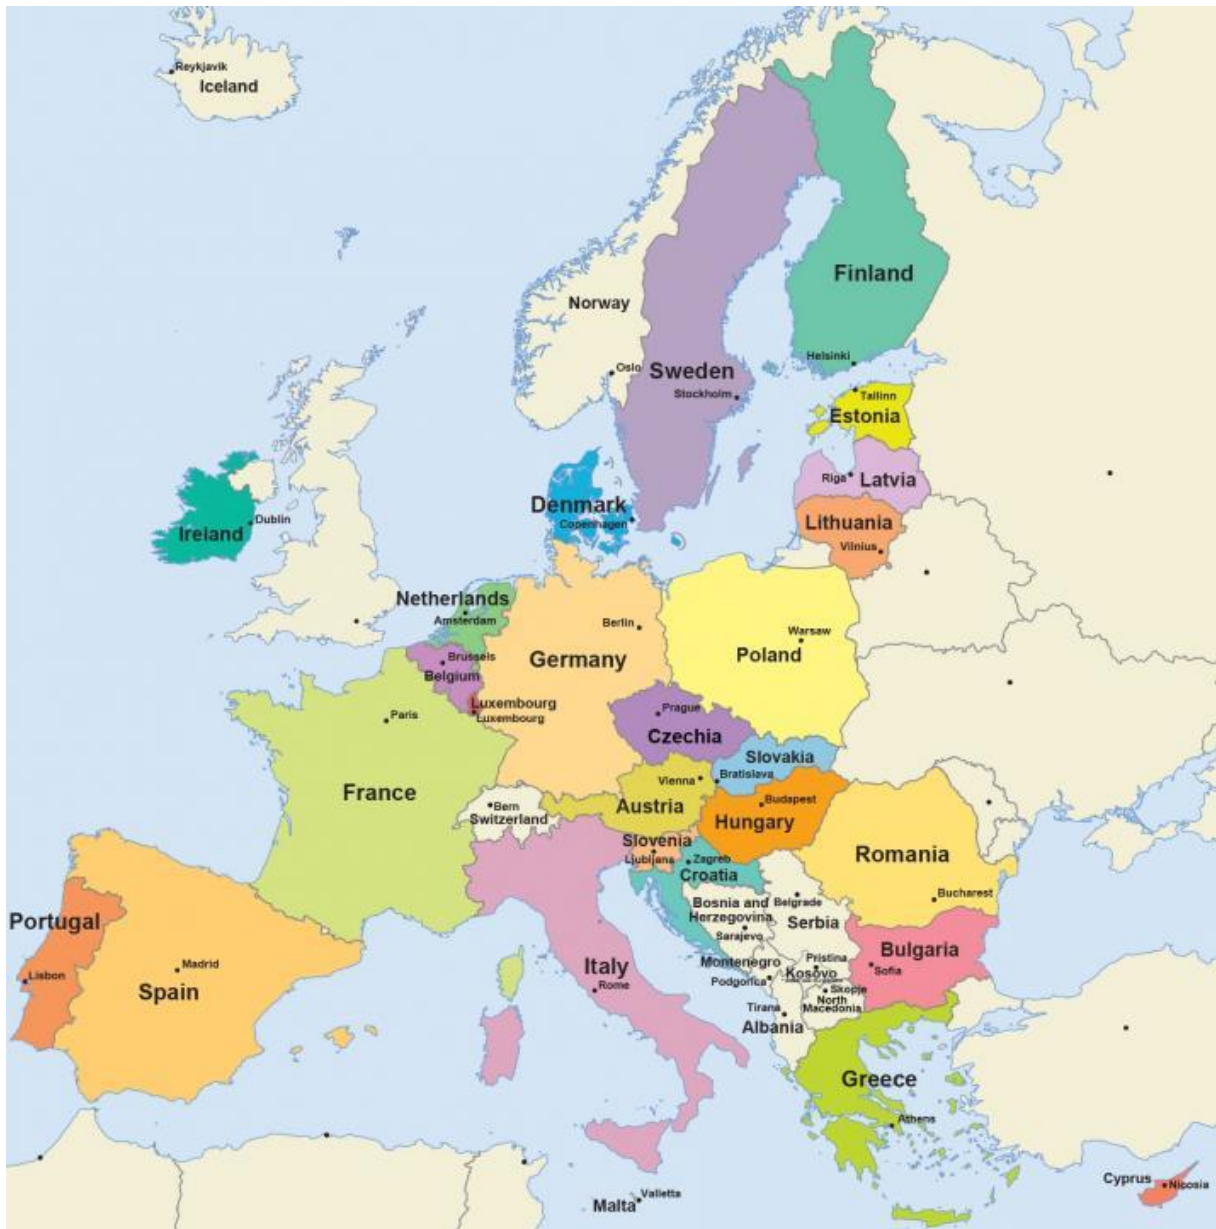 Reykjavik
Iceland
Finland
Norway
Helsinki
Oslo
Sweden
Stockholm
Tallinn
Estonia
Riga
Latvia
Denmark
Copenhagen
Dublin
Ireland
Lithuania
Vilnius
Netherlands
Amsterdam
Berlin
Warsaw
Poland
Germany
Brussels
Belgium
Luxembourg
Luxembourg
Paris
Prague
Czechia
Slovakia
Bratislava
Vienna
Austria
France
Bern
Switzerland
Budapest
Hungary
Slovenia
Ljubljana
Zagreb
Croatia
Romania
Bucharest
Bosnia and
Herzegovina
Sarajevo
Belgrade
Serbia
Portugal
Lisbon
Madrid
Spain
Italy
Rome
Montenegro
Podgorica
Pristina
Kosovo
Bulgaria
Sofia
Skopje
North
Macedonia
Tirana
Albania
Greece
Athens
Malta
Valletta
Cyprus
Nicosia